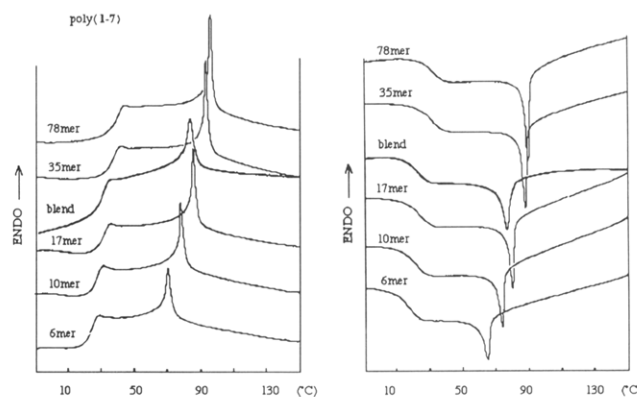 poly(1-7)
ENDO →
78mer
35mer
blend
17mer
10mer
6mer
10 50 90 130 (°C)
ENDO →
78mer
35mer
blend
17mer
10mer
6mer
10 50 90 130 (°C